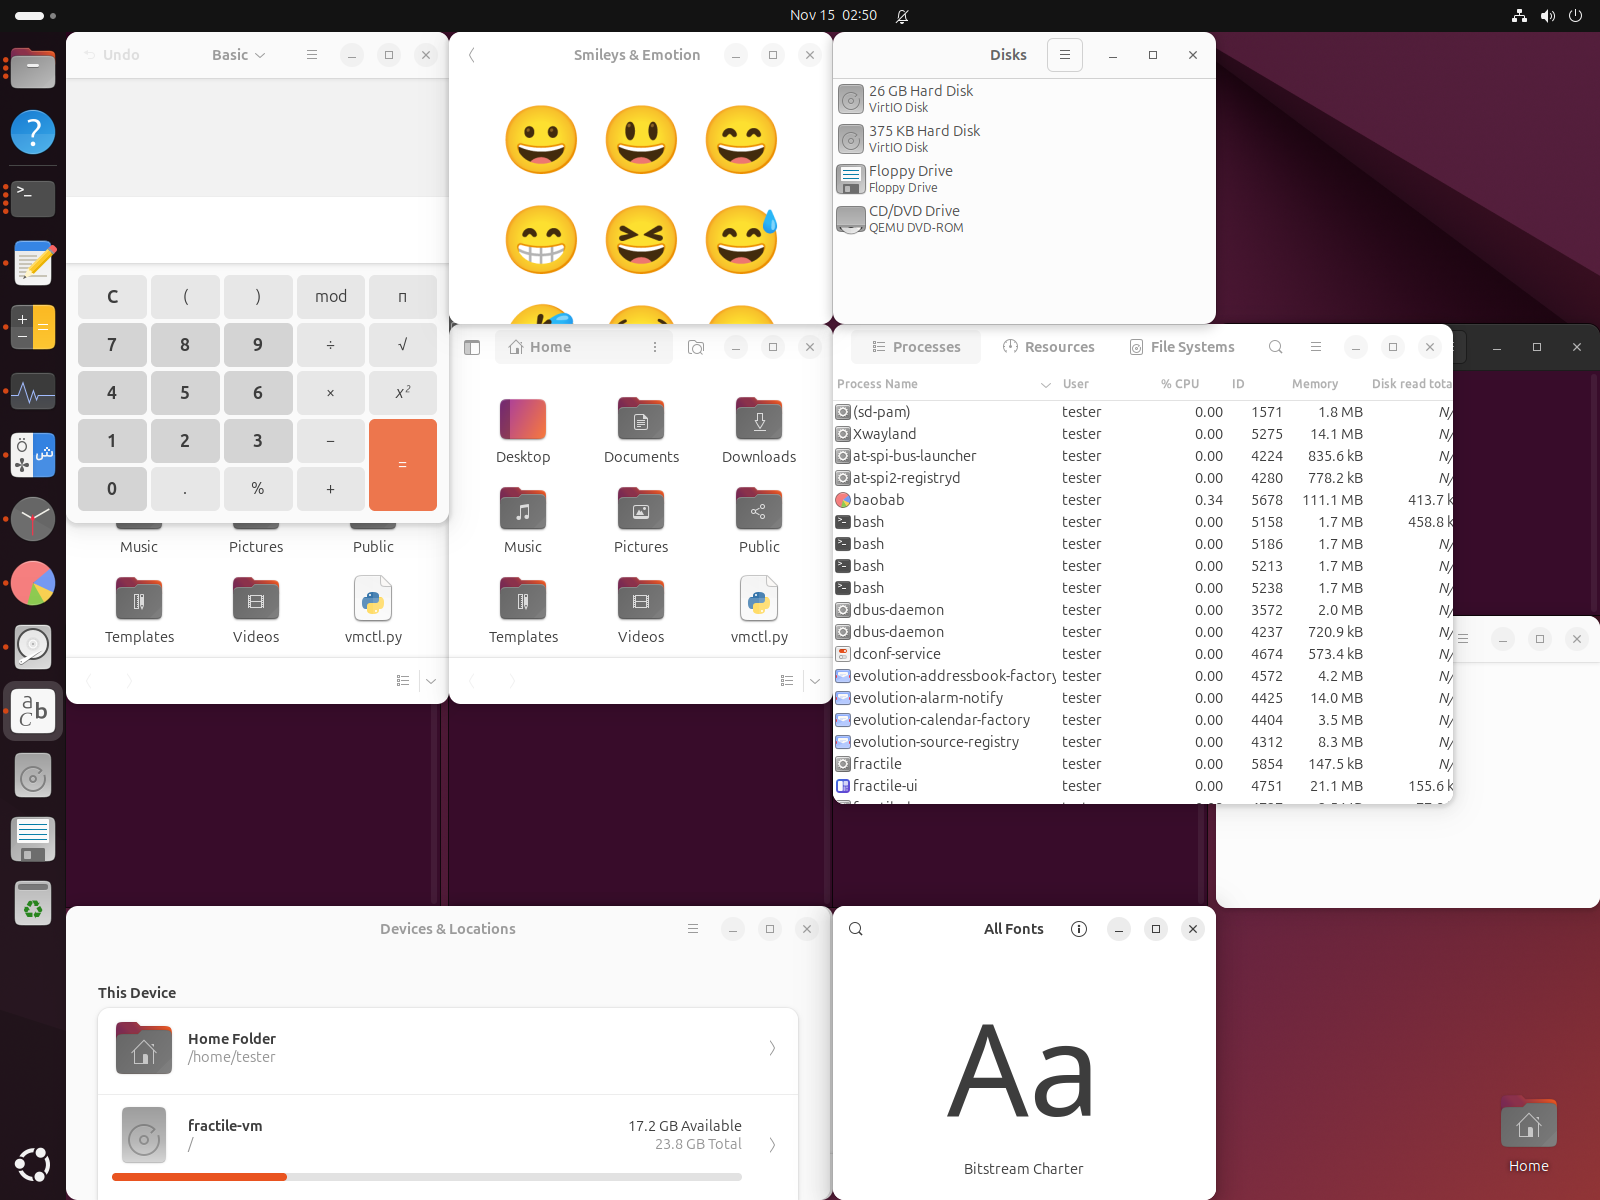 Nov 15 02:50
Undo
Basic
C ( ) mod π
7 8 9 ÷ √
4 5 6 × x²
1 2 3 − =
0 . % +
Music Pictures Public
Templates Videos vmctl.py
Smileys & Emotion
Home
Desktop Documents Downloads
Music Pictures Public
Templates Videos vmctl.py
Disks
26 GB Hard Disk
VirtIO Disk
375 KB Hard Disk
VirtIO Disk
Floppy Drive
Floppy Drive
CD/DVD Drive
QEMU DVD-ROM
Processes Resources File Systems
Process Name User % CPU ID Memory Disk read tota
(sd-pam) tester 0.00 1571 1.8 MB N/
Xwayland tester 0.00 5275 14.1 MB N/
at-spi-bus-launcher tester 0.00 4224 835.6 kB N/
at-spi2-registryd tester 0.00 4280 778.2 kB N/
baobab tester 0.34 5678 111.1 MB 413.7 k
bash tester 0.00 5158 1.7 MB 458.8 k
bash tester 0.00 5186 1.7 MB N/
bash tester 0.00 5213 1.7 MB N/
bash tester 0.00 5238 1.7 MB N/
dbus-daemon tester 0.00 3572 2.0 MB N/
dbus-daemon tester 0.00 4237 720.9 kB N/
dconf-service tester 0.00 4674 573.4 kB N/
evolution-addressbook-factory tester 0.00 4572 4.2 MB N/
evolution-alarm-notify tester 0.00 4425 14.0 MB N/
evolution-calendar-factory tester 0.00 4404 3.5 MB N/
evolution-source-registry tester 0.00 4312 8.3 MB N/
fractile tester 0.00 5854 147.5 kB N/
fractile-ui tester 0.00 4751 21.1 MB 155.6 k
Devices & Locations
This Device
Home Folder
/home/tester
fractile-vm 17.2 GB Available
/ 23.8 GB Total
All Fonts
Aa
Bitstream Charter
Home